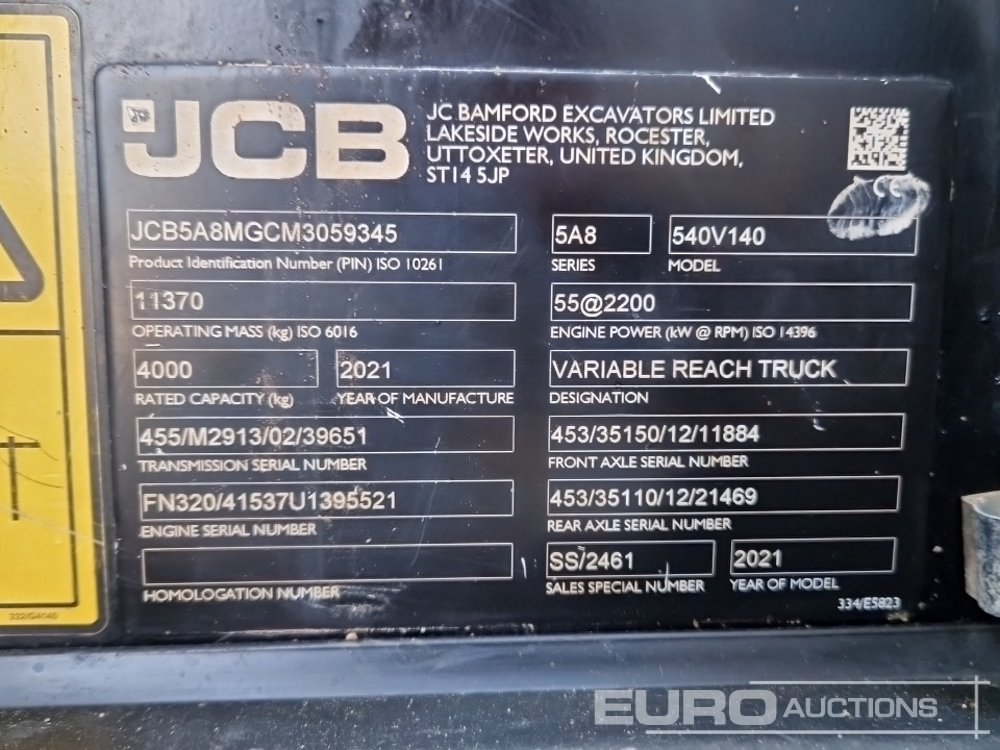 JCB
JC BAMFORD EXCAVATORS LIMITED
LAKESIDE WORKS, ROCESTER,
UTTOXETER, UNITED KINGDOM,
ST14 5JP
CE
JCB5A8MGCM3059345
Product Identification Number (PIN) ISO 10261
5A8
SERIES
540V140
MODEL
11370
OPERATING MASS (kg) ISO 6016
55@2200
ENGINE POWER (kW @ RPM) ISO 14396
4000
RATED CAPACITY (kg)
2021
YEAR OF MANUFACTURE
VARIABLE REACH TRUCK
DESIGNATION
455/M2913/02/39651
TRANSMISSION SERIAL NUMBER
453/35150/12/11884
FRONT AXLE SERIAL NUMBER
FN320/41537U1395521
ENGINE SERIAL NUMBER
453/35110/12/21469
REAR AXLE SERIAL NUMBER
HOMOLOGATION NUMBER
SS/2461
SALES SPECIAL NUMBER
2021
YEAR OF MODEL
334/E5823
EURO AUCTIONS